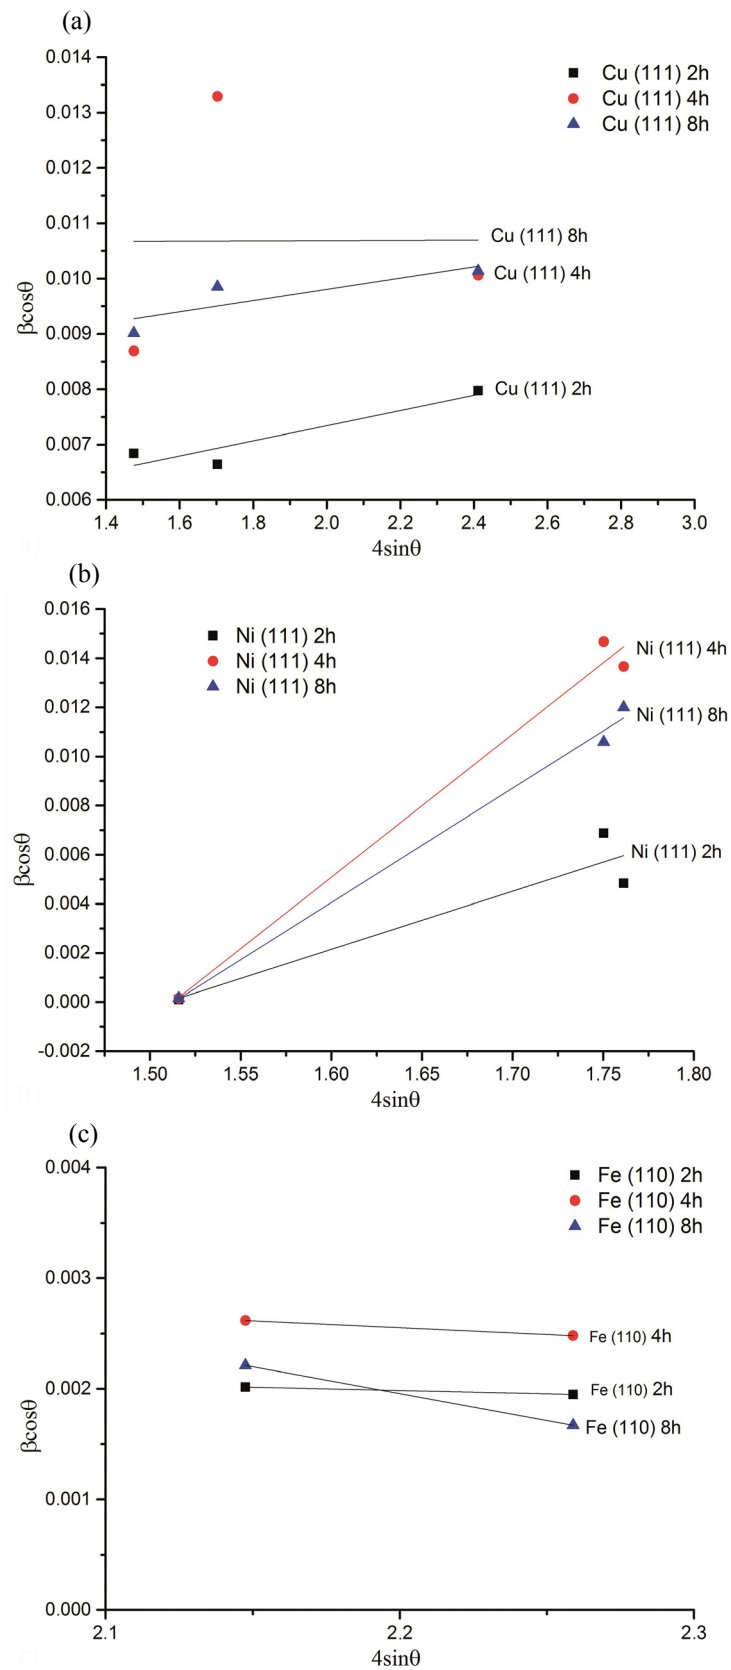 (a)
0.014
0.013
0.012
0.011
0.010
0.009
0.008
0.007
0.006
βcosθ
Cu (111) 2h
Cu (111) 4h
Cu (111) 8h
Cu (111) 8h
Cu (111) 4h
Cu (111) 2h
1.4 1.6 1.8 2.0 2.2 2.4 2.6 2.8 3.0
4sinθ
(b)
0.016
0.014
0.012
0.010
0.008
0.006
0.004
0.002
0.000
-0.002
βcosθ
Ni (111) 2h
Ni (111) 4h
Ni (111) 8h
Ni (111) 4h
Ni (111) 8h
Ni (111) 2h
1.50 1.55 1.60 1.65 1.70 1.75 1.80
4sinθ
(c)
0.004
0.003
0.002
0.001
0.000
βcosθ
Fe (110) 2h
Fe (110) 4h
Fe (110) 8h
Fe (110) 4h
Fe (110) 2h
Fe (110) 8h
2.1 2.2 2.3
4sinθ